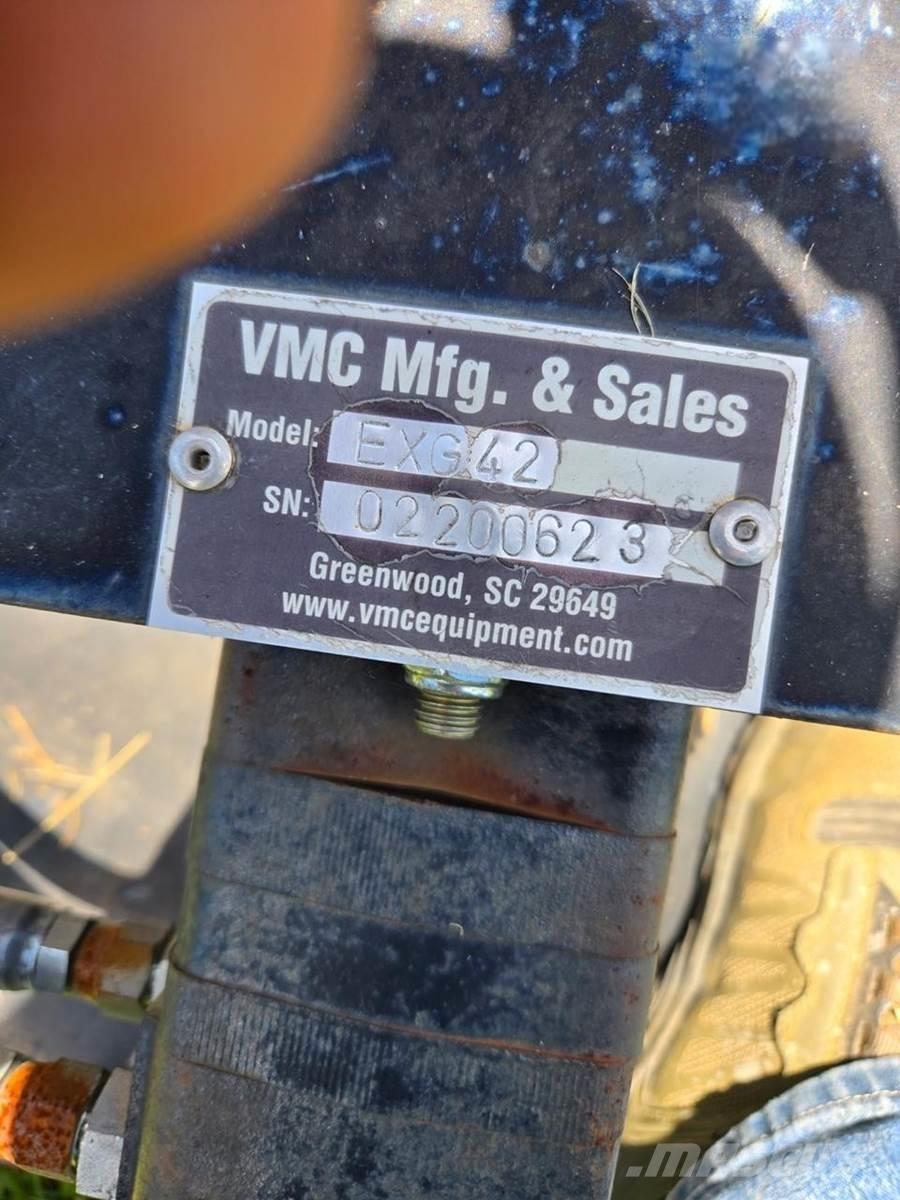 VMC Mfg. & Sales
Model: EXG42
SN: 02200623
Greenwood, SC 29649
www.vmcequipment.com